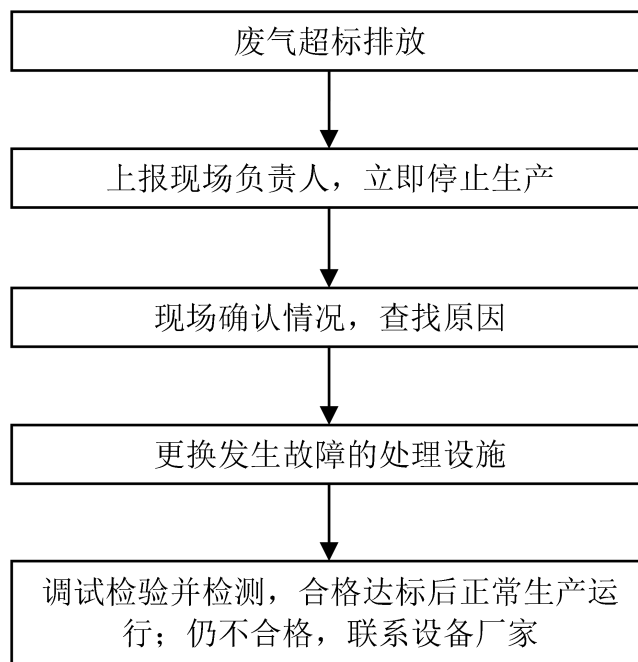 废气超标排放
上报现场负责人，立即停止生产
现场确认情况，查找原因
更换发生故障的处理设施
调试检验并检测，合格达标后正常生产运
行；仍不合格，联系设备厂家